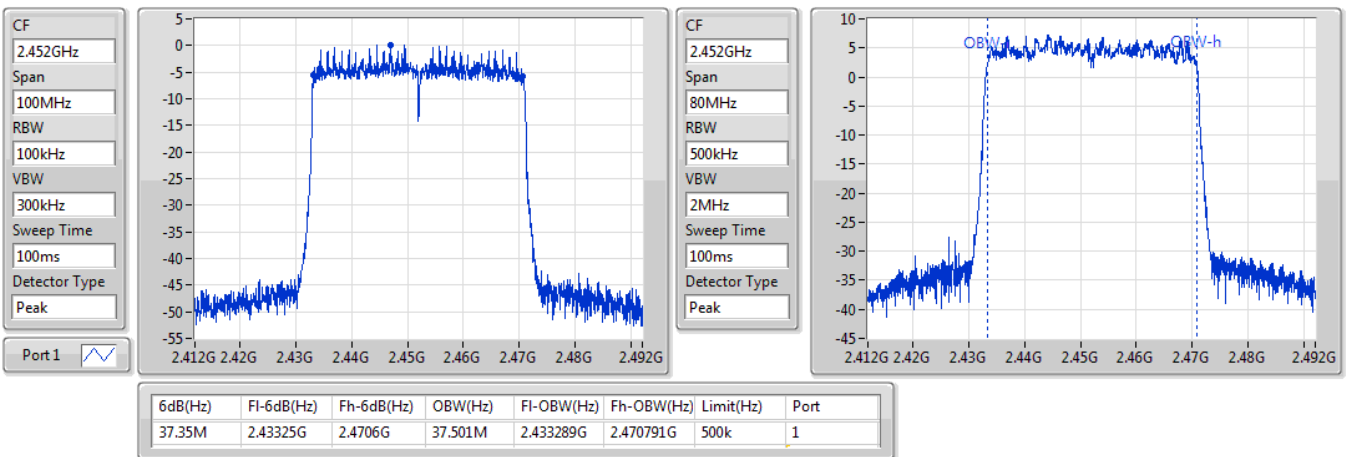 CF
2.452GHz
Span
100MHz
RBW
100kHz
VBW
300kHz
Sweep Time
100ms
Detector Type
Peak
Port 1
5
0
-5
-10
-15
-20
-25
-30
-35
-40
-45
-50
-55
2.412G 2.42G 2.43G 2.44G 2.45G 2.46G 2.47G 2.48G 2.492G
CF
2.452GHz
Span
80MHz
RBW
500kHz
VBW
2MHz
Sweep Time
100ms
Detector Type
Peak
10
5
0
-5
-10
-15
-20
-25
-30
-35
-40
-45
OBW-h
2.412G 2.42G 2.43G 2.44G 2.45G 2.46G 2.47G 2.48G 2.492G
6dB(Hz) Fl-6dB(Hz) Fh-6dB(Hz) OBW(Hz) Fl-OBW(Hz) Fh-OBW(Hz) Limit(Hz) Port
37.35M 2.43325G 2.4706G 37.501M 2.433289G 2.470791G 500k 1